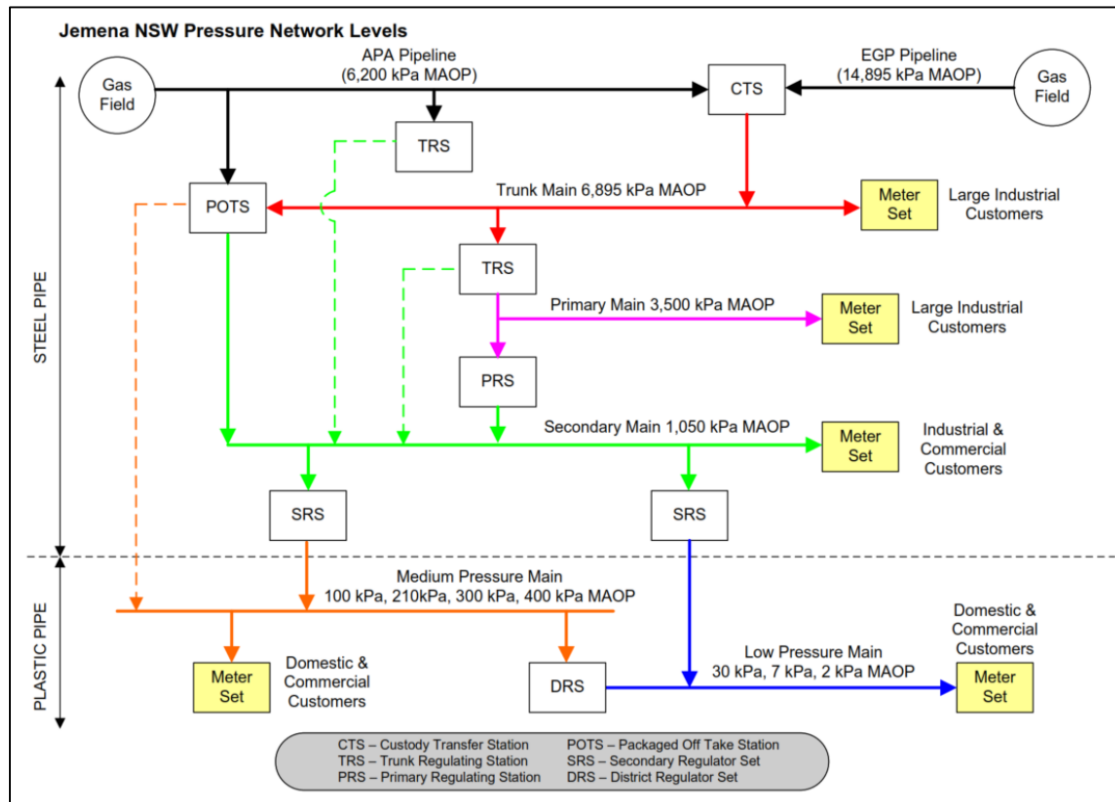 Jemena NSW Pressure Network Levels
APA Pipeline
(6,200 kPa MAOP)
EGP Pipeline
(14,895 kPa MAOP)
Gas
Field
CTS
Gas
Field
TRS
STEEL PIPE
POTS
Trunk Main 6,895 kPa MAOP
Meter
Set
Large Industrial
Customers
TRS
Primary Main 3,500 kPa MAOP
Meter
Set
Large Industrial
Customers
PRS
Secondary Main 1,050 kPa MAOP
Meter
Set
Industrial &
Commercial
Customers
SRS
SRS
PLASTIC PIPE
Medium Pressure Main
100 kPa, 210kPa, 300 kPa, 400 kPa MAOP
Meter
Set
Domestic &
Commercial
Customers
DRS
Low Pressure Main
30 kPa, 7 kPa, 2 kPa MAOP
Domestic &
Commercial
Customers
Meter
Set
CTS – Custody Transfer Station
TRS – Trunk Regulating Station
PRS – Primary Regulating Station
POTS – Packaged Off Take Station
SRS – Secondary Regulator Set
DRS – District Regulator Set